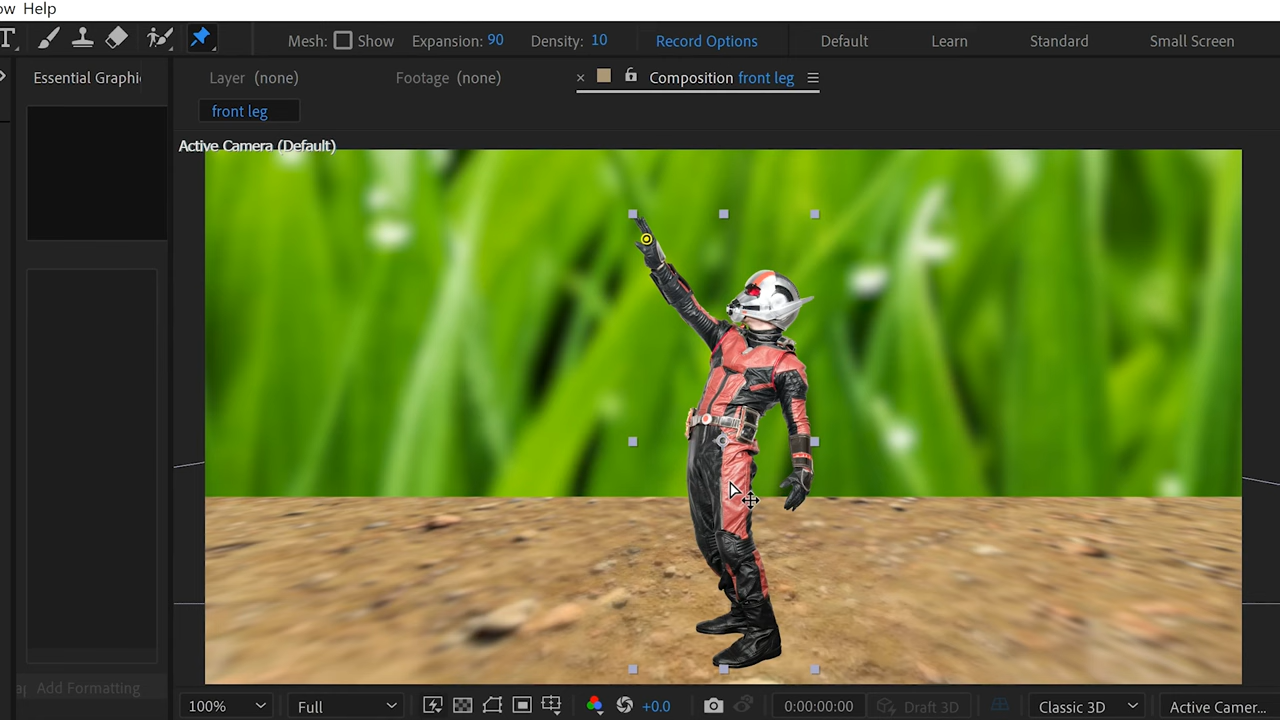 ow Help
T Mesh: Show Expansion: 90 Density: 10 Record Options Default Learn Standard Small Screen
Essential Graphi Layer (none) Footage (none) × Composition front leg
front leg
Active Camera (Default)
Add Formatting
100% Full +0.0 0:00:00:00 Draft 3D Classic 3D Active Camer...